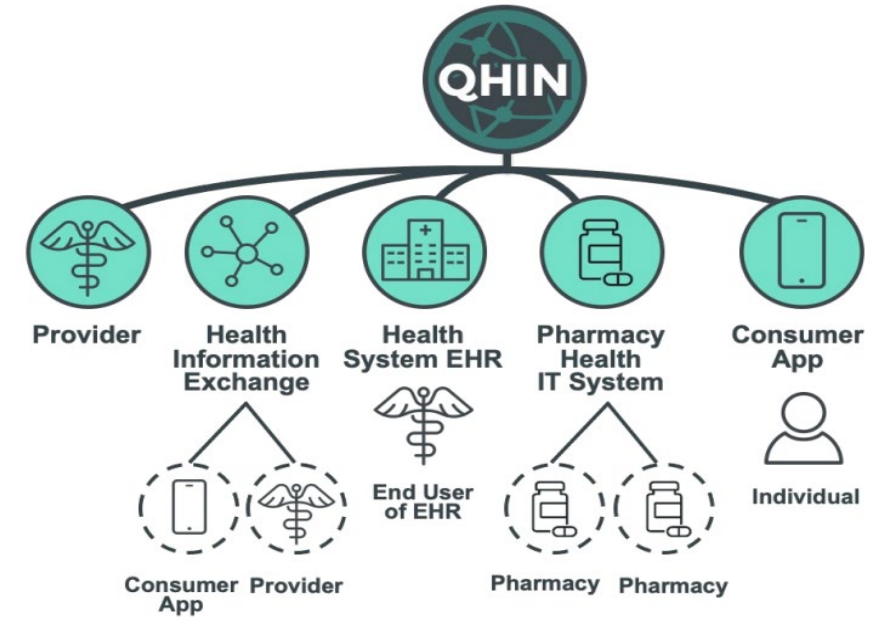 QHIN
Provider
Health
Information
Exchange
Health
System EHR
Pharmacy
Health
IT System
Consumer
App
End User
of EHR
Individual
Consumer
App
Provider
Pharmacy
Pharmacy